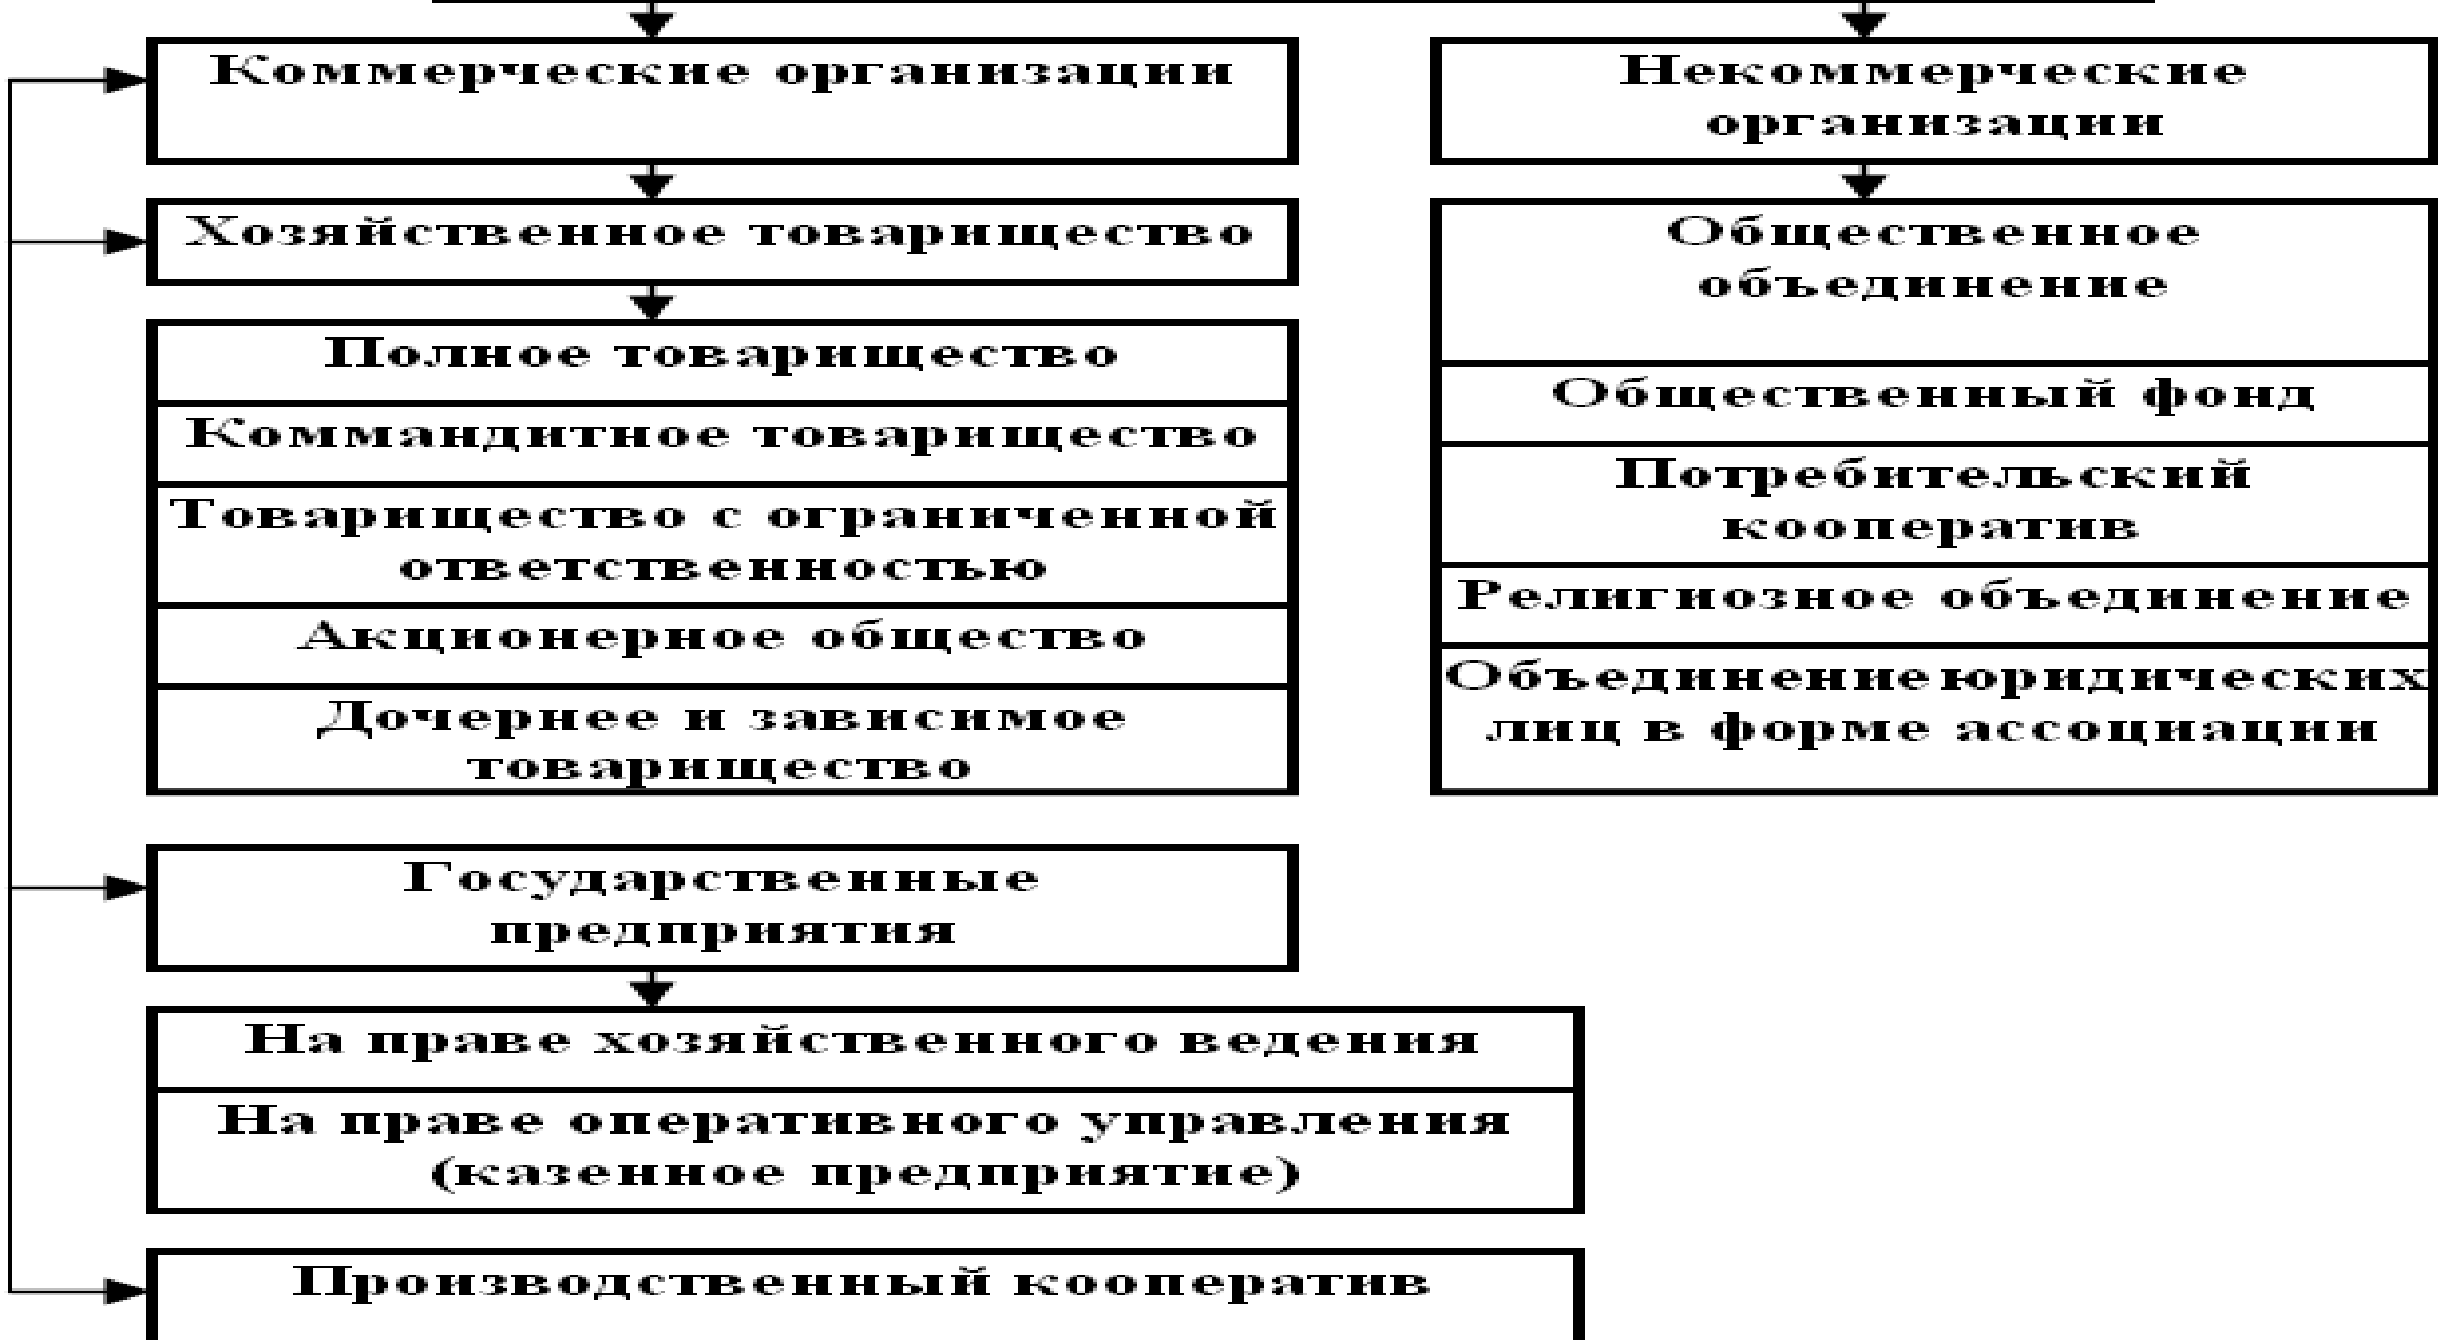 Коммерческие организации
Некоммерческие
организации
Хозяйственное товарищество
Полное товарищество
Коммандитное товарищество
Товарищество с ограниченной
ответственностью
Акционерное общество
Дочернее и зависимое
товарищество
Общественное
объединение
Общественный фонд
Потребительский
кооператив
Религиозное объединение
Объединение юридических
лиц в форме ассоциации
Государственные
предприятия
На праве хозяйственного ведения
На праве оперативного управления
(казенное предприятие)
Производственный кооператив